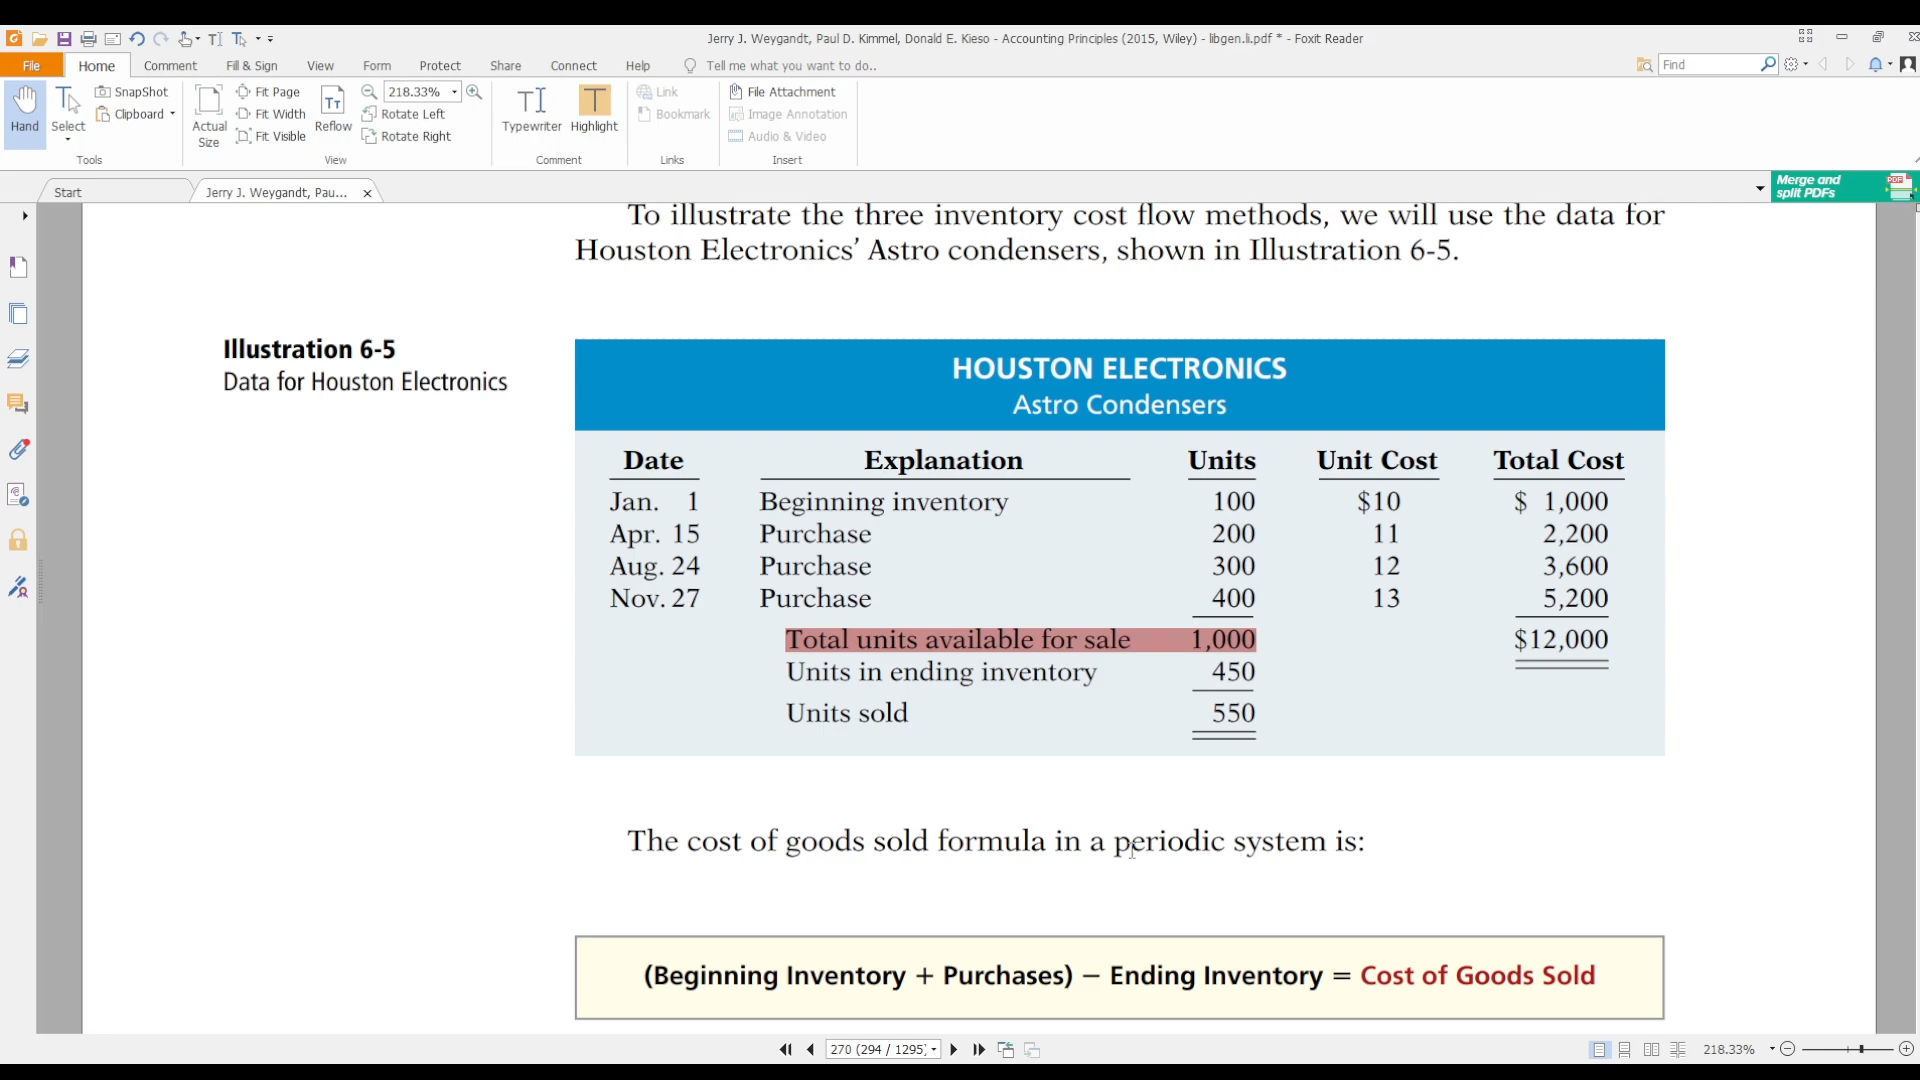 Jerry J. Weygandt, Paul D. Kimmel, Donald E. Kieso - Accounting Principles (2015, Wiley) - libgen.li.pdf * - Foxit Reader
File Home Comment Fill & Sign View Form Protect Share Connect Help Tell me what you want to do.. Find
Hand Select SnapShot Clipboard Actual Size Fit Page Fit Width Fit Visible Reflow 218.33% Rotate Left Rotate Right Typewriter Highlight Link Bookmark File Attachment Image Annotation Audio & Video
Tools View Comment Links Insert
Start Jerry J. Weygandt, Pau... Merge and split PDFs
To illustrate the three inventory cost flow methods, we will use the data for
Houston Electronics’ Astro condensers, shown in Illustration 6-5.
Illustration 6-5
Data for Houston Electronics
HOUSTON ELECTRONICS
Astro Condensers
Date Explanation Units Unit Cost Total Cost
Jan. 1 Beginning inventory 100 $10 $ 1,000
Apr. 15 Purchase 200 11 2,200
Aug. 24 Purchase 300 12 3,600
Nov. 27 Purchase 400 13 5,200
Total units available for sale 1,000 $12,000
Units in ending inventory 450
Units sold 550
The cost of goods sold formula in a periodic system is:
(Beginning Inventory + Purchases) − Ending Inventory = Cost of Goods Sold
270 (294 / 1295) 218.33%